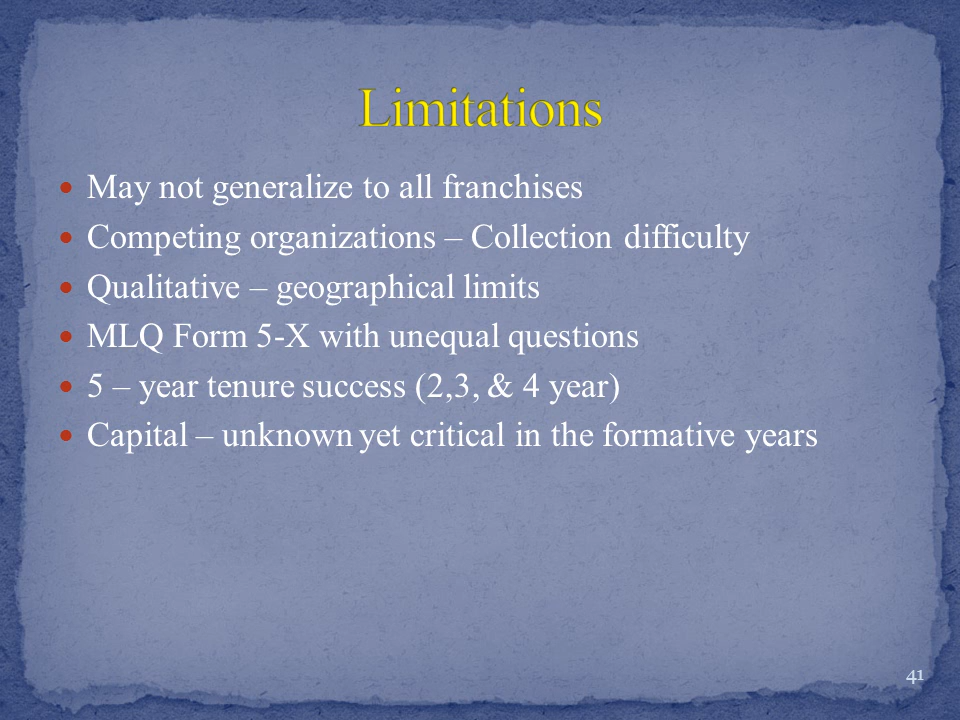 Limitations
• May not generalize to all franchises
• Competing organizations – Collection difficulty
• Qualitative – geographical limits
• MLQ Form 5-X with unequal questions
• 5 – year tenure success (2,3, & 4 year)
• Capital – unknown yet critical in the formative years
41